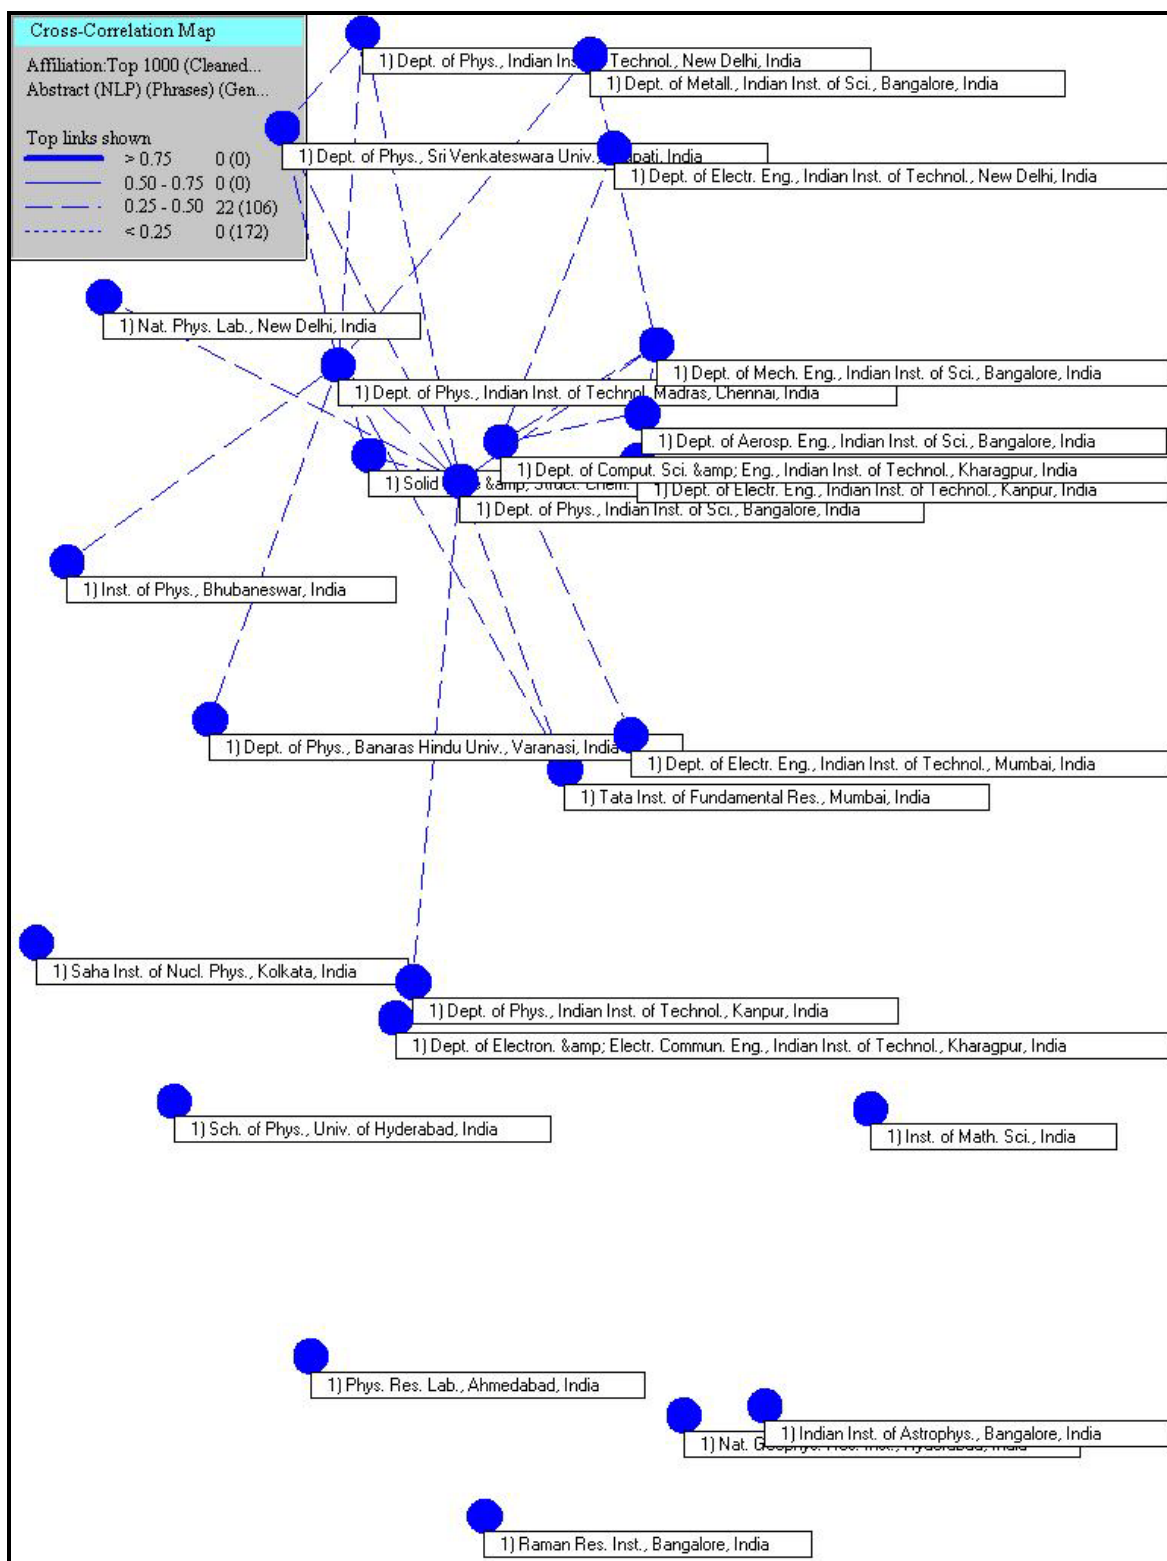 Cross-Correlation Map
Affiliation:Top 1000 (Cleaned...
Abstract (NLP) (Phrases) (Gen...
Top links shown
> 0.75 0 (0)
0.50 - 0.75 0 (0)
0.25 - 0.50 22 (106)
< 0.25 0 (172)
1) Dept. of Phys., Indian Technol., New Delhi, India
1) Dept. of Metall., Indian Inst. of Sci., Bangalore, India
1) Dept. of Phys., Sri Venkateswara Univ., India
1) Dept. of Electr. Eng., Indian Inst. of Technol., New Delhi, India
1) Nat. Phys. Lab., New Delhi, India
1) Dept. of Mech. Eng., Indian Inst. of Sci., Bangalore, India
1) Dept. of Phys., Indian Inst. of Technol. Madras, Chennai, India
1) Dept. of Aerosp. Eng., Indian Inst. of Sci., Bangalore, India
1) Dept. of Comput. Sci. &amp; Eng., Indian Inst. of Technol., Kharagpur, India
1) Solid &amp; Struct. Chem.
1) Dept. of Electr. Eng., Indian Inst. of Technol., Kanpur, India
1) Dept. of Phys., Indian Inst. of Sci., Bangalore, India
1) Inst. of Phys., Bhubaneswar, India
1) Dept. of Phys., Banaras Hindu Univ., Varanasi, India
1) Dept. of Electr. Eng., Indian Inst. of Technol., Mumbai, India
1) Tata Inst. of Fundamental Res., Mumbai, India
1) Saha Inst. of Nucl. Phys., Kolkata, India
1) Dept. of Phys., Indian Inst. of Technol., Kanpur, India
1) Dept. of Electron. &amp; Electr. Commun. Eng., Indian Inst. of Technol., Kharagpur, India
1) Sch. of Phys., Univ. of Hyderabad, India
1) Inst. of Math. Sci., India
1) Phys. Res. Lab., Ahmedabad, India
1) Indian Inst. of Astrophys., Bangalore, India
1) Nat. Geophys. Res. Inst., Hyderabad, India
1) Raman Res. Inst., Bangalore, India